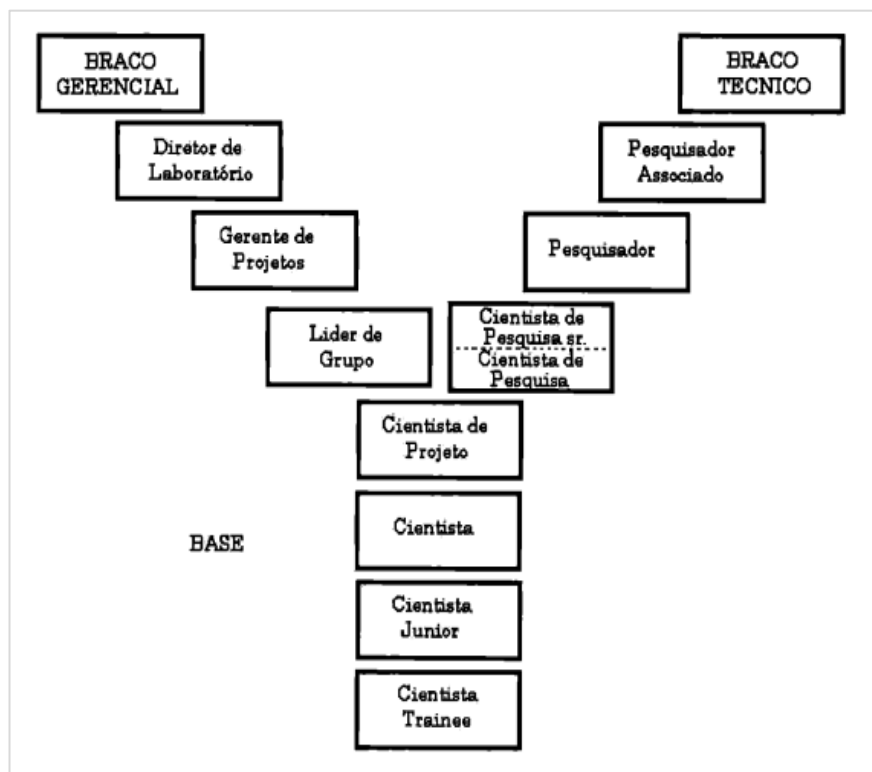 BRACO
GERENCIAL
BRACO
TECNICO
Diretor de
Laboratório
Pesquisador
Associado
Gerente de
Projetos
Pesquisador
Lider de
Grupo
Cientista de
Pesquisa sr.
Cientista de
Pesquisa
Cientista de
Projeto
BASE
Cientista
Cientista
Junior
Cientista
Trainee